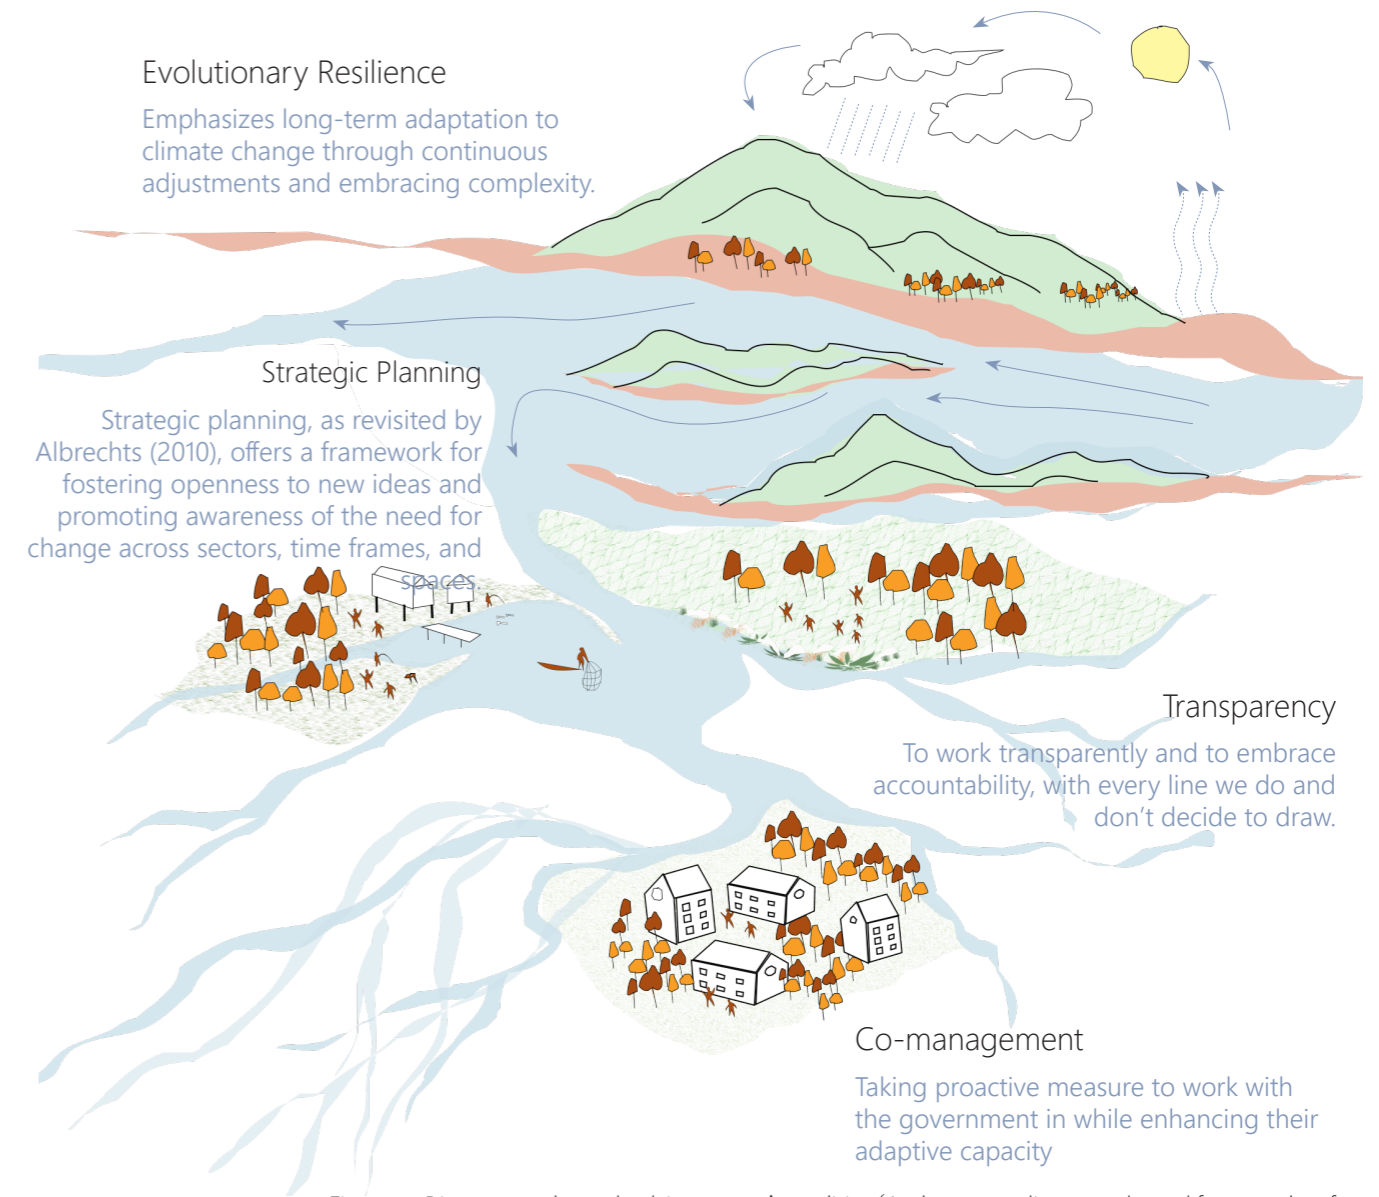 Evolutionary Resilience
Emphasizes long-term adaptation to
climate change through continuous
adjustments and embracing complexity.
Strategic Planning
Strategic planning, as revisited by
Albrechts (2010), offers a framework for
fostering openness to new ideas and
promoting awareness of the need for
change across sectors, time frames, and
spaces.
Transparency
To work transparently and to embrace
accountability, with every line we do and
don't decide to draw.
Co-management
Taking proactive measure to work with
the government in while enhancing their
adaptive capacity